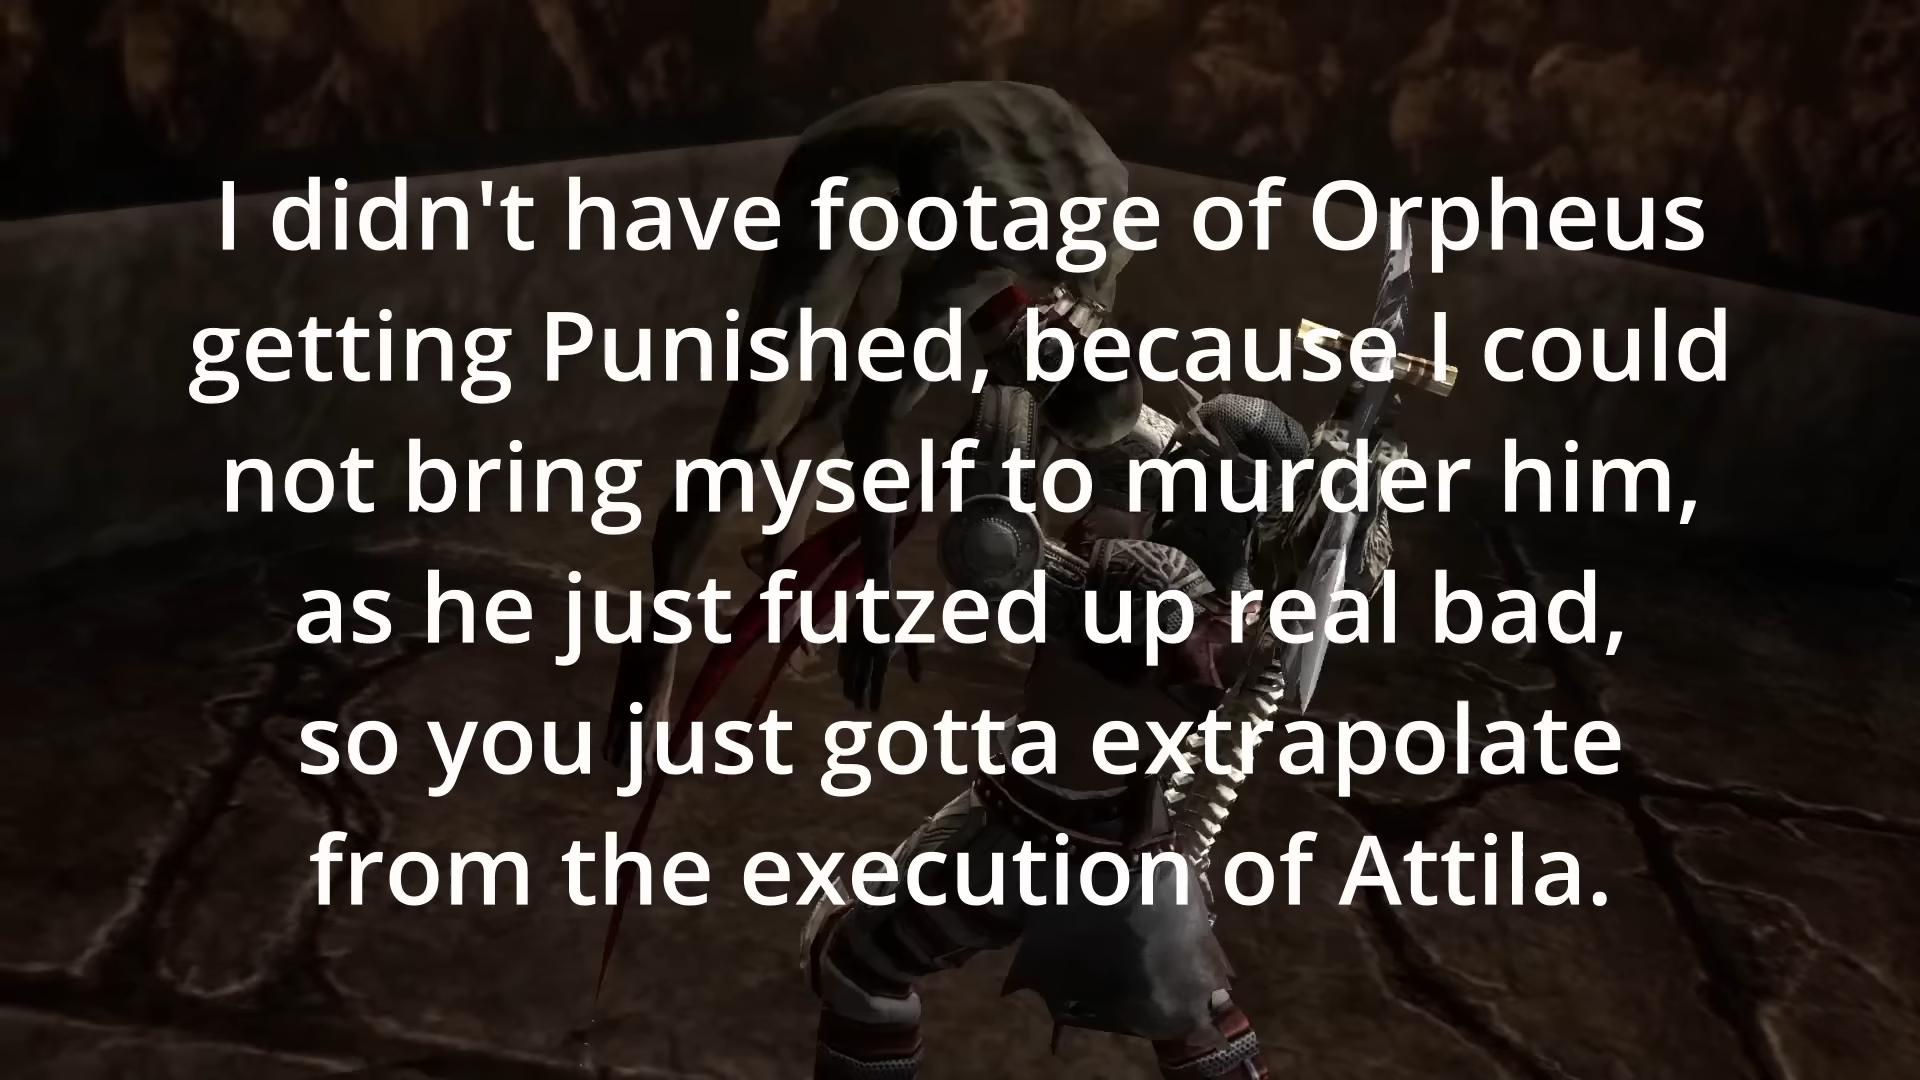 I didn't have footage of Orpheus
getting Punished, because I could
not bring myself to murder him,
as he just futzed up real bad,
so you just gotta extrapolate
from the execution of Attila.